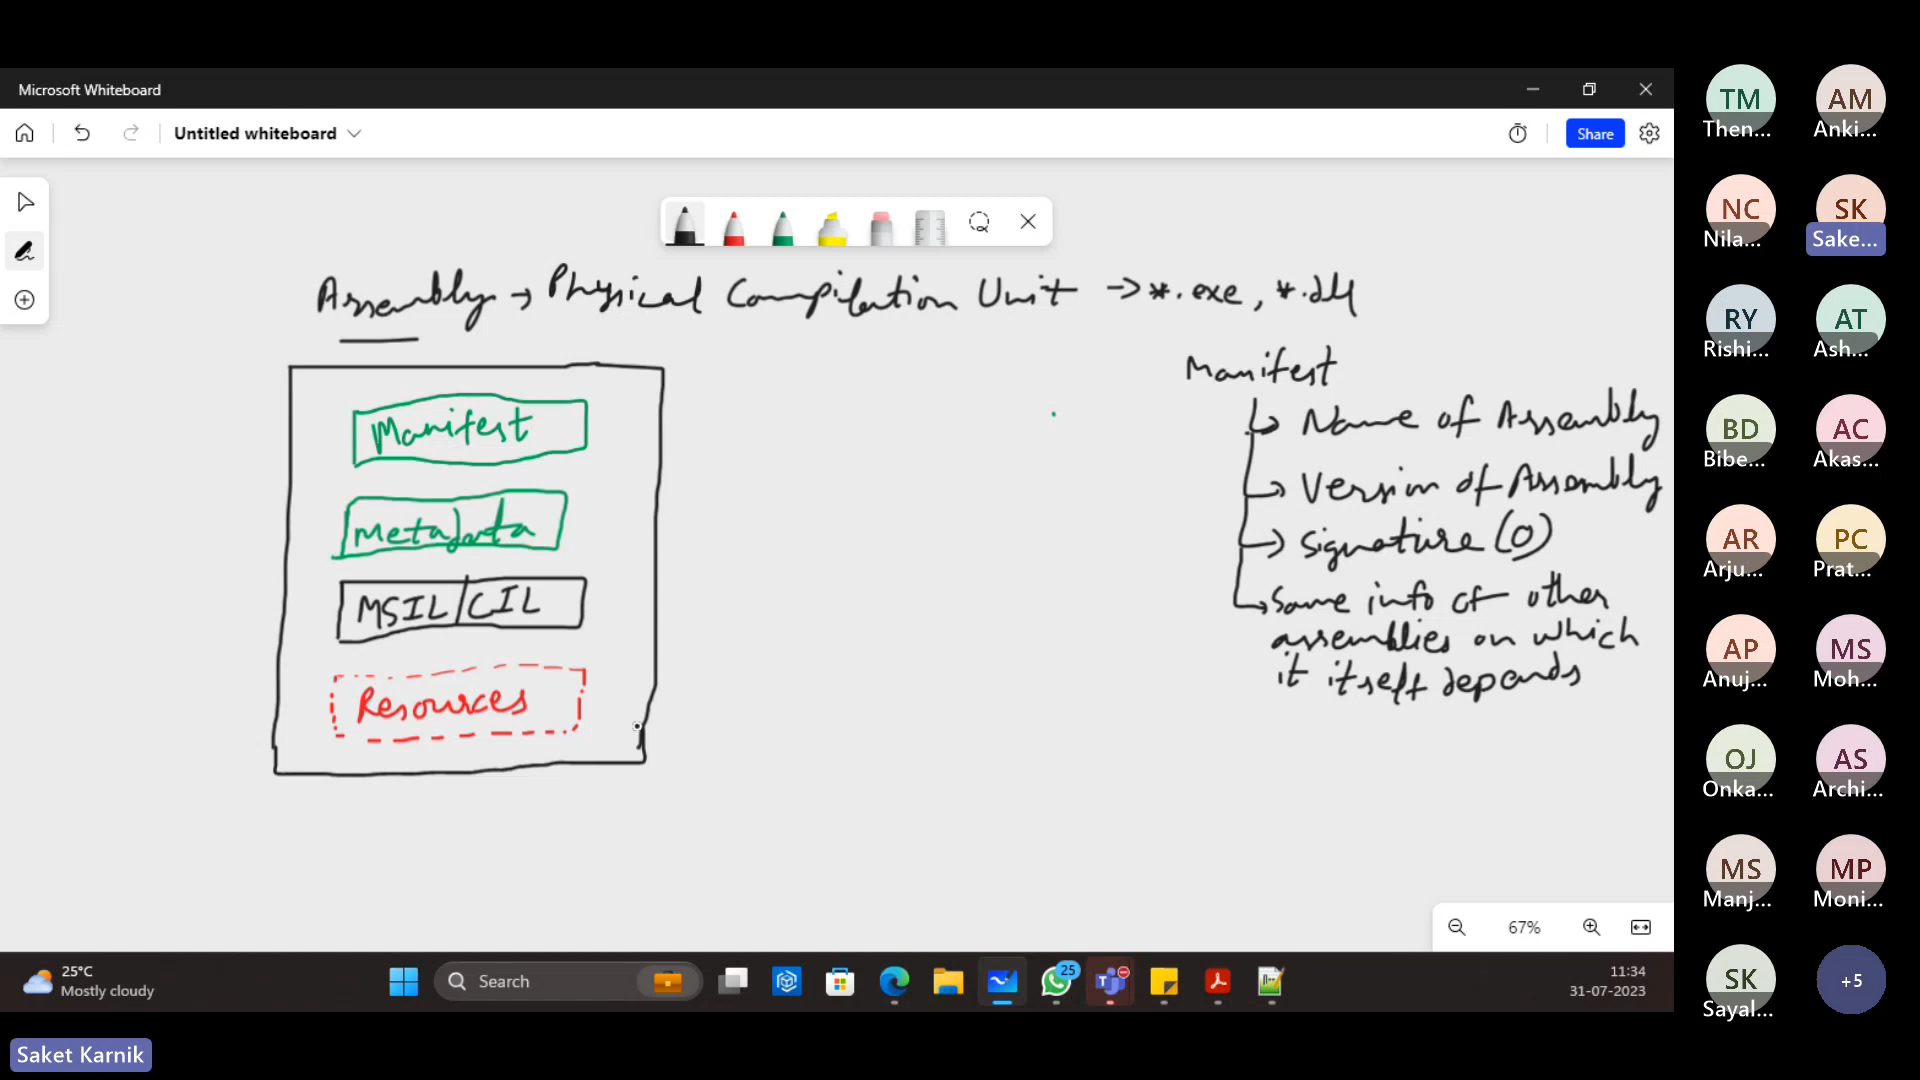 Microsoft Whiteboard
Untitled whiteboard
Share
Assembly → Physical Compilation Unit → *.exe, *.dll
Manifest
Metadata
MSIL/CIL
Resources
Manifest
→ Name of Assembly
→ Version of Assembly
→ Signature (O)
→ Some info of other
assemblies on which
it itself depends
67%
25°C
Mostly cloudy
Search
25
11:34
31-07-2023
TM
Then...
AM
Anki...
NC
Nila...
SK
Sake...
RY
Rishi...
AT
Ash...
BD
Bibe...
AC
Akas...
AR
Arju...
PC
Prat...
AP
Anuj...
MS
Moh...
OJ
Onka...
AS
Archi...
MS
Manj...
MP
Moni...
SK
Sayal...
+5
Saket Karnik